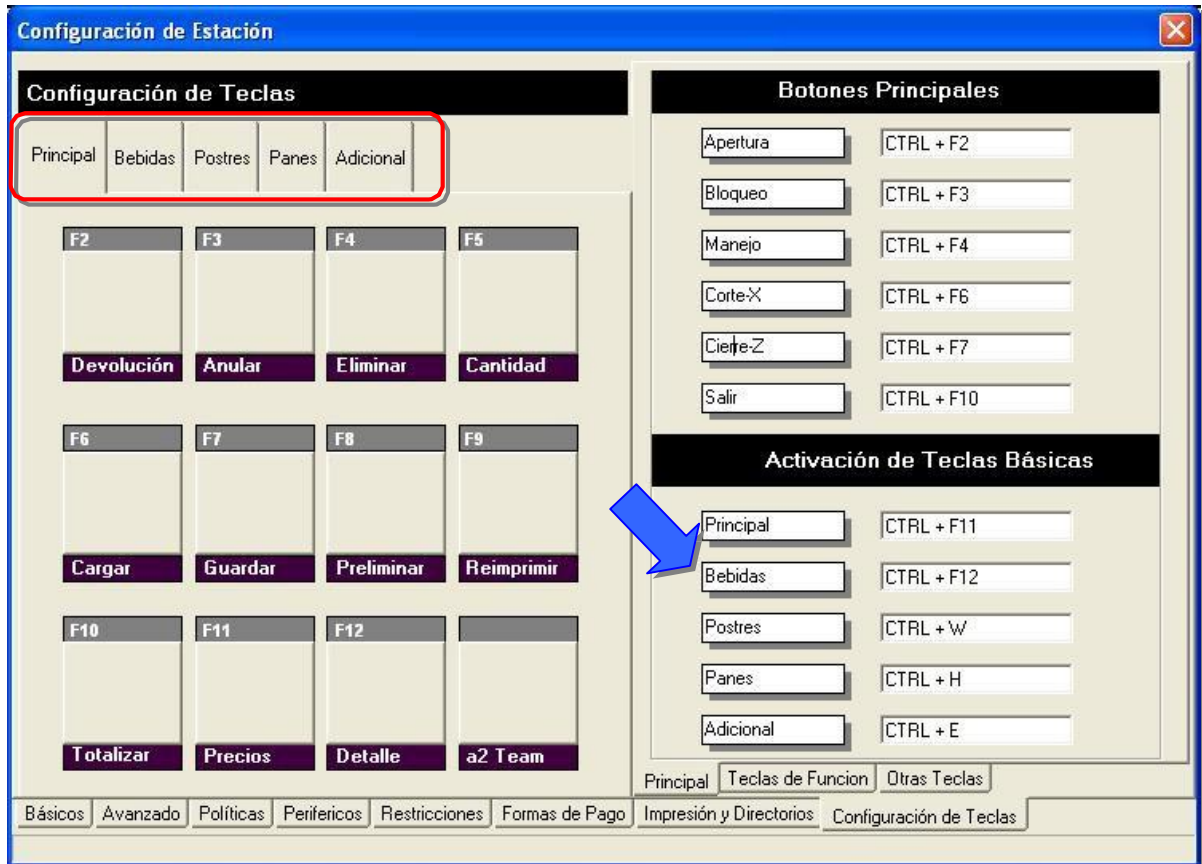 Configuración de Estación
Configuración de Teclas
Principal Bebidas Postres Panes Adicional
F2 F3 F4 F5
Devolución Anular Eliminar Cantidad
F6 F7 F8 F9
Cargar Guardar Preliminar Reimprimir
F10 F11 F12
Totalizar Precios Detalle a2 Team
Botones Principales
Apertura CTRL + F2
Bloqueo CTRL + F3
Manejo CTRL + F4
Corte-X CTRL + F6
Cierre-Z CTRL + F7
Salir CTRL + F10
Activación de Teclas Básicas
Principal CTRL + F11
Bebidas CTRL + F12
Postres CTRL + W
Panes CTRL + H
Adicional CTRL + E
Principal Teclas de Funcion Otras Teclas
Básicos Avanzado Políticas Perifericos Restricciones Formas de Pago Impresión y Directorios Configuración de Teclas